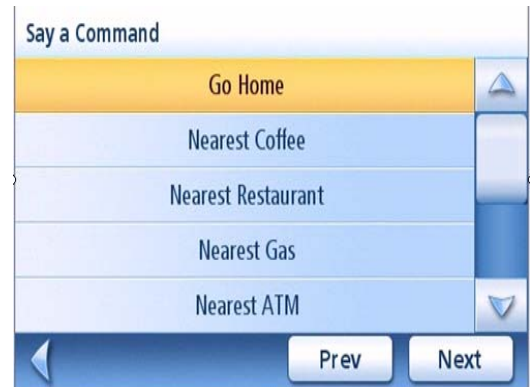 Say a Command
Go Home
Nearest Coffee
Nearest Restaurant
Nearest Gas
Nearest ATM
Prev Next